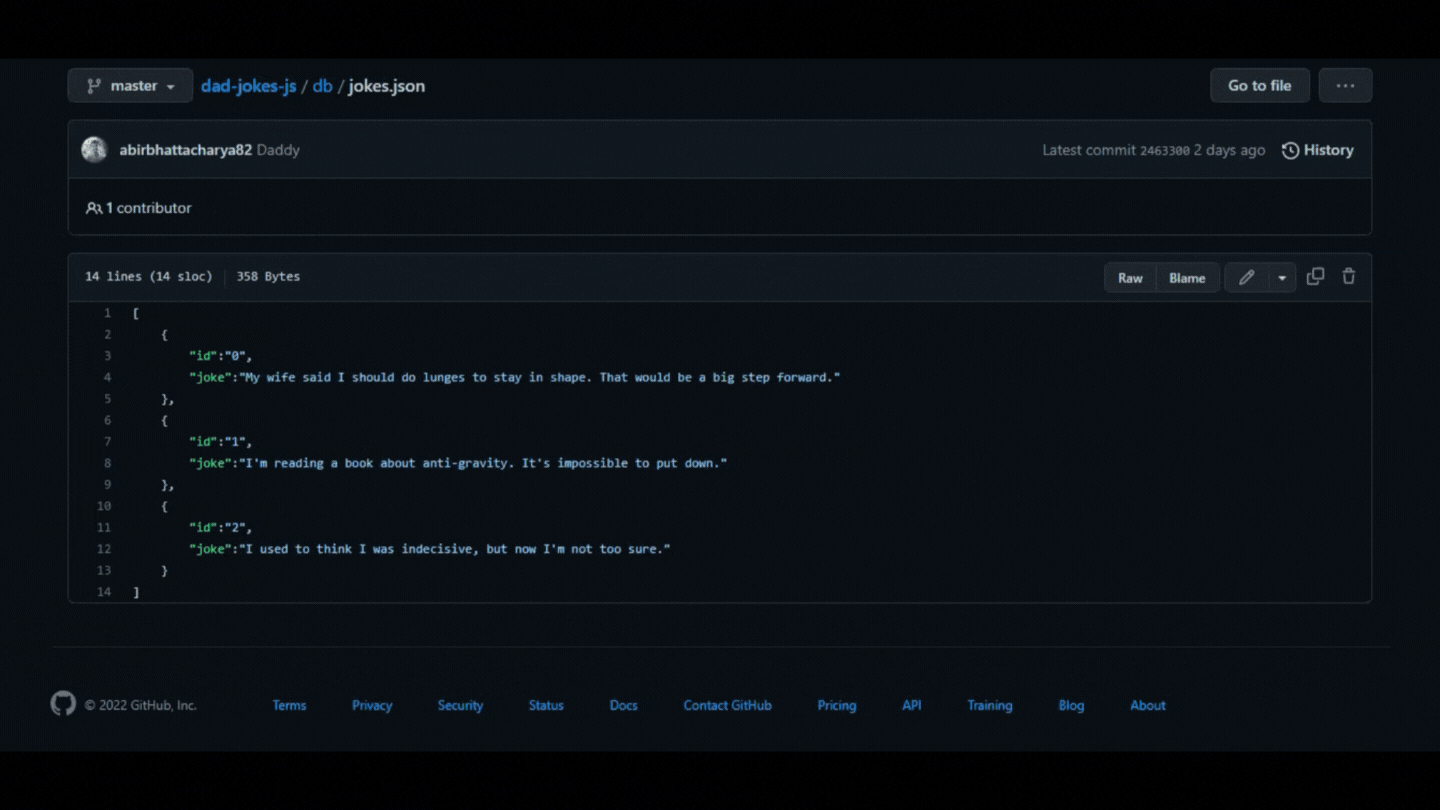 master dad-jokes-js / db / jokes.json Go to file ...
abirbhattacharya82 Daddy Latest commit 2463300 2 days ago History
1 contributor
14 lines (14 sloc) 358 Bytes Raw Blame
1 [
2 {
3 "id":"0",
4 "joke":"My wife said I should do lunges to stay in shape. That would be a big step forward."
5 },
6 {
7 "id":"1",
8 "joke":"I'm reading a book about anti-gravity. It's impossible to put down."
9 },
10 {
11 "id":"2",
12 "joke":"I used to think I was indecisive, but now I'm not too sure."
13 }
14 ]
© 2022 GitHub, Inc. Terms Privacy Security Status Docs Contact GitHub Pricing API Training Blog About